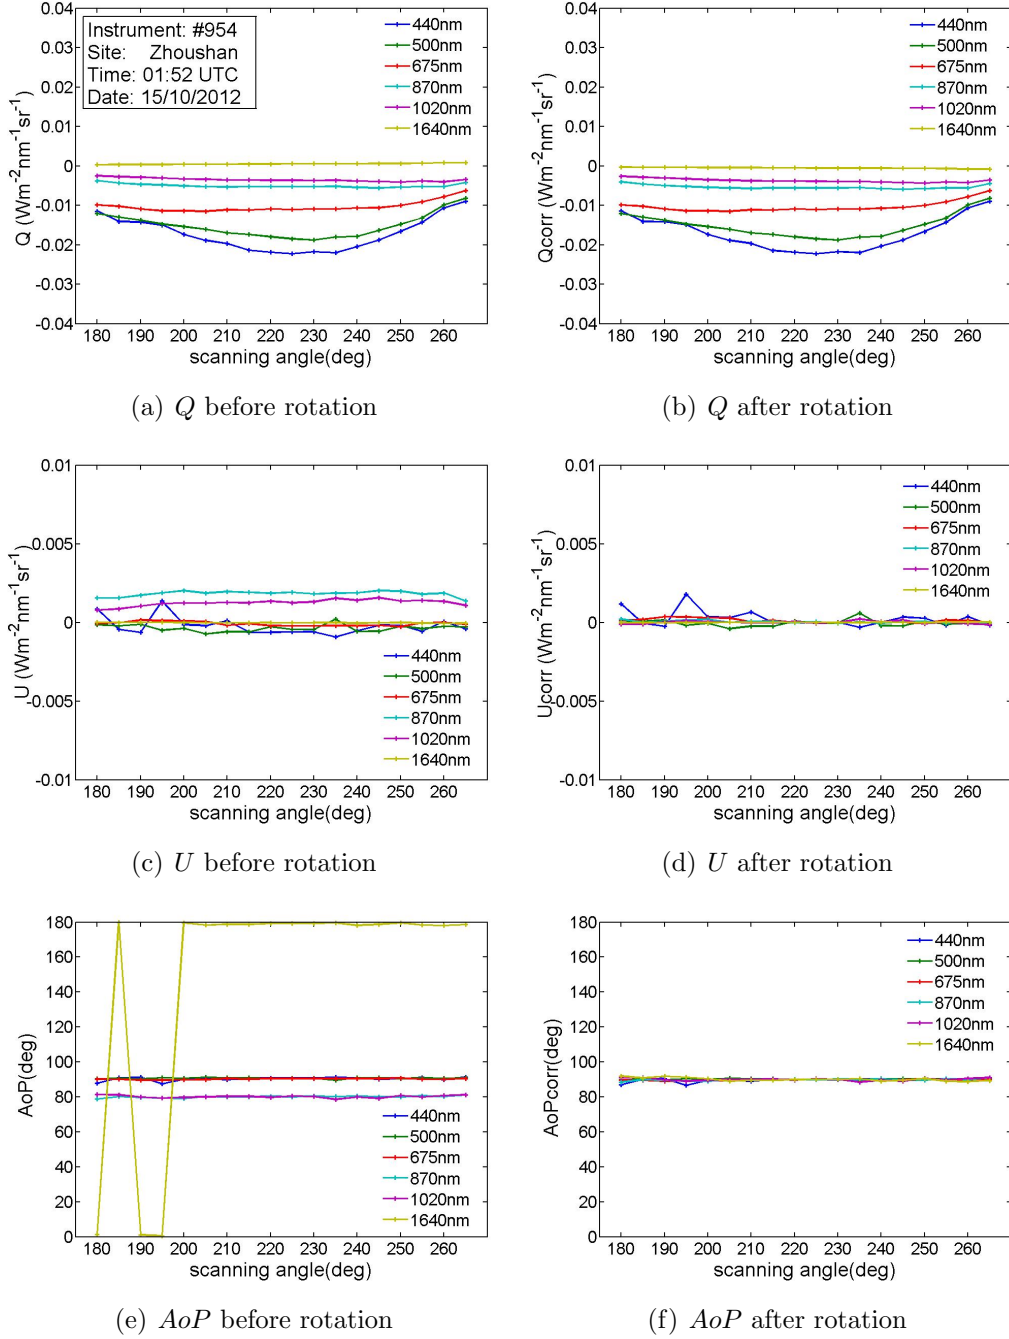 Instrument: #954
Site: Zhoushan
Time: 01:52 UTC
Date: 15/10/2012
440nm
500nm
675nm
870nm
1020nm
1640nm
0.04
0.03
0.02
0.01
0
-0.01
-0.02
-0.03
-0.04
Q (Wm-2nm-1sr-1)
180 190 200 210 220 230 240 250 260
scanning angle(deg)
(a) Q before rotation
440nm
500nm
675nm
870nm
1020nm
1640nm
0.04
0.03
0.02
0.01
0
-0.01
-0.02
-0.03
-0.04
Qcorr (Wm-2nm-1sr-1)
180 190 200 210 220 230 240 250 260
scanning angle(deg)
(b) Q after rotation
0.01
0.005
0
-0.005
-0.01
U (Wm-2nm-1sr-1)
440nm
500nm
675nm
870nm
1020nm
1640nm
180 190 200 210 220 230 240 250 260
scanning angle(deg)
(c) U before rotation
0.01
0.005
0
-0.005
-0.01
Ucorr (Wm-2nm-1sr-1)
440nm
500nm
675nm
870nm
1020nm
1640nm
180 190 200 210 220 230 240 250 260
scanning angle(deg)
(d) U after rotation
180
160
140
120
100
80
60
40
20
0
AoP(deg)
440nm
500nm
675nm
870nm
1020nm
1640nm
180 190 200 210 220 230 240 250 260
scanning angle(deg)
(e) AoP before rotation
180
160
140
120
100
80
60
40
20
0
AoPcorr(deg)
440nm
500nm
675nm
870nm
1020nm
1640nm
180 190 200 210 220 230 240 250 260
scanning angle(deg)
(f) AoP after rotation